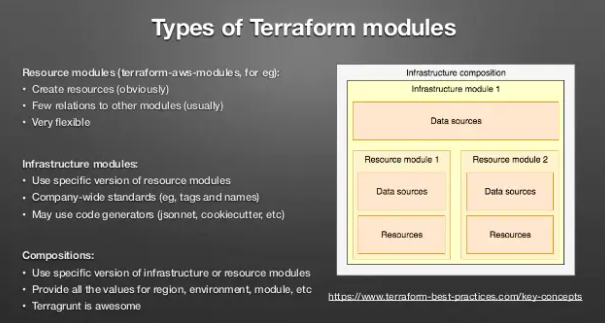 Types of Terraform modules
Resource modules (terraform-aws-modules, for eg):
• Create resources (obviously)
• Few relations to other modules (usually)
• Very flexible
Infrastructure modules:
• Use specific version of resource modules
• Company-wide standards (eg, tags and names)
• May use code generators (jsonnet, cookiecutter, etc)
Compositions:
• Use specific version of infrastructure or resource modules
• Provide all the values for region, environment, module, etc
• Terragrunt is awesome
Infrastructure composition
Infrastructure module 1
Data sources
Resource module 1
Data sources
Resources
Resource module 2
Data sources
Resources
https://www.terraform-best-practices.com/key-concepts